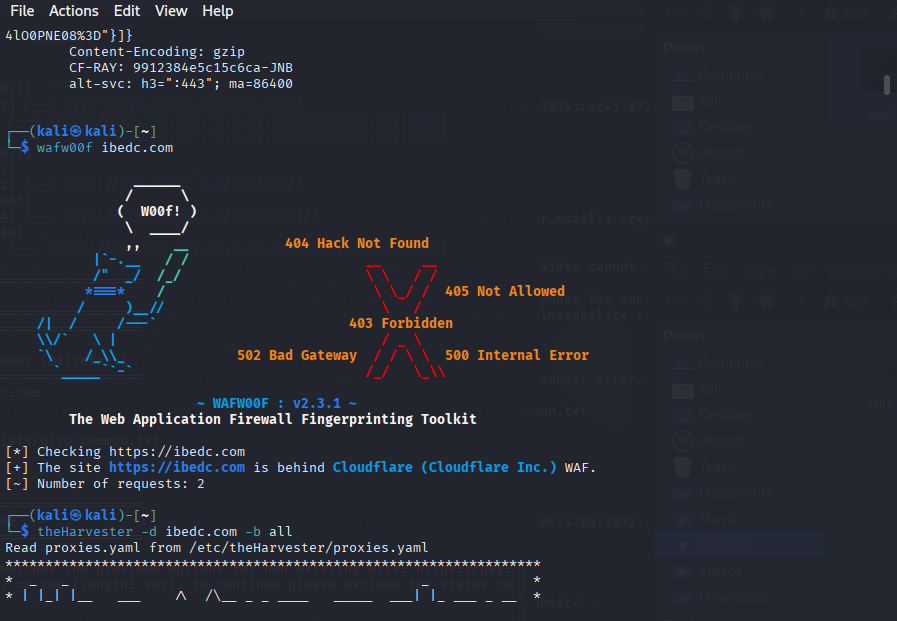 File Actions Edit View Help
4lO0PNE08%3D"}]}
Content-Encoding: gzip
CF-RAY: 9912384e5c15c6ca-JNB
alt-svc: h3=":443"; ma=86400
(kali㉿kali)-[~]
$ wafw00f ibedc.com
( W00f! )
404 Hack Not Found
405 Not Allowed
403 Forbidden
502 Bad Gateway
500 Internal Error
~ WAFW00F : v2.3.1 ~
The Web Application Firewall Fingerprinting Toolkit
[*] Checking https://ibedc.com
[+] The site https://ibedc.com is behind Cloudflare (Cloudflare Inc.) WAF.
[~] Number of requests: 2
(kali㉿kali)-[~]
$ theHarvester -d ibedc.com -b all
Read proxies.yaml from /etc/theHarvester/proxies.yaml
*******************************************************************
Places
Computer
kali
Desktop
Recent
Trash
Documents
File Edit View Bookmarks
Places
Computer
kali
Desktop
Recent
Trash
Documents
Music
Pictures
Videos
Downloads